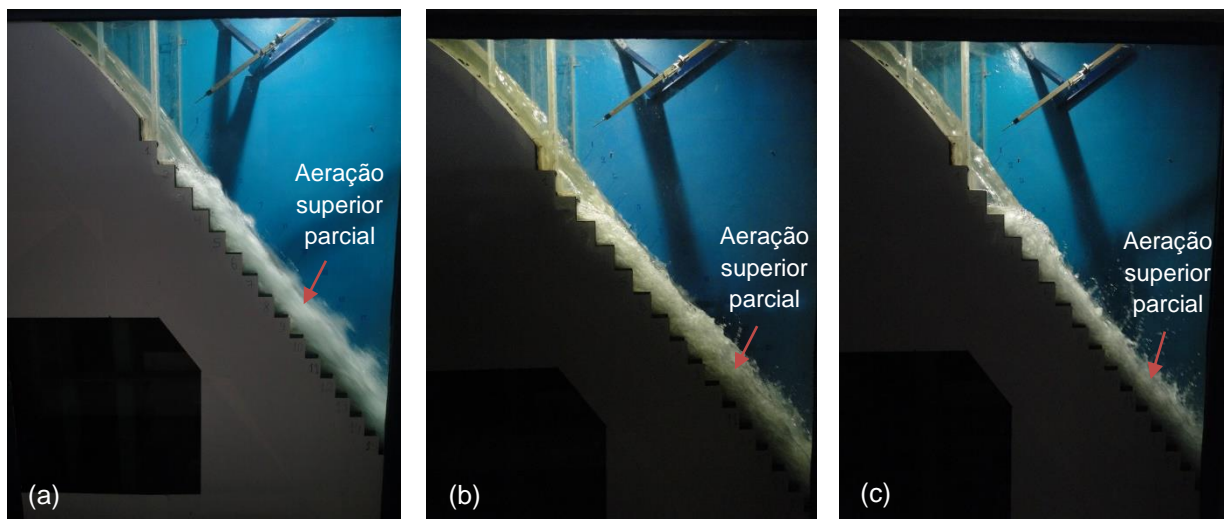 Aeração
superior
parcial
(a)
Aeração
superior
parcial
(b)
Aeração
superior
parcial
(c)